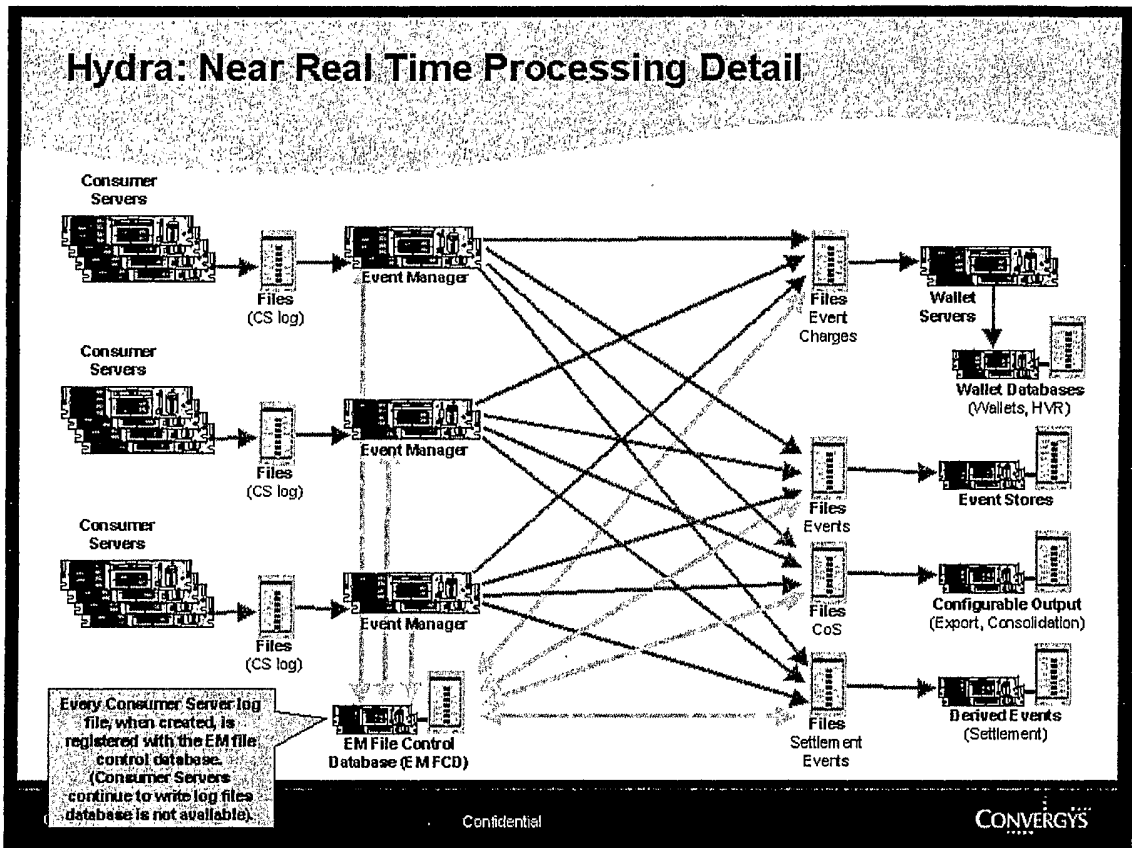 Hydra: Near Real Time Processing Detail
Consumer
Servers
Files
(CS log)
Event Manager
Files
Event
Charges
Wallet
Servers
Wallet Databases
(Wallets, HVR)
Consumer
Servers
Files
(CS log)
Event Manager
Files
Events
Event Stores
Consumer
Servers
Files
(CS log)
Event Manager
Files
CoS
Configurable Output
(Export, Consolidation)
Files
Settlement
Events
Derived Events
(Settlement)
EM File Control
Database (EM FCD)
Every Consumer Server log
file, when created, is
registered with the EM file
control database.
(Consumer Servers
continue to write log files
database is not available).
Confidential
CONVERGYS